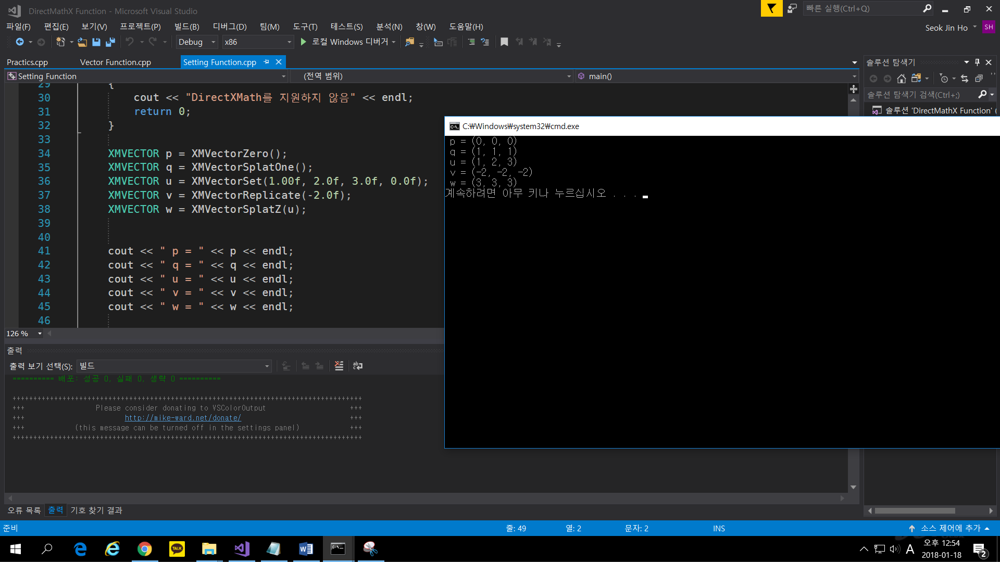 DirectMathX Function - Microsoft Visual Studio
빠른 실행(Ctrl+Q)
파일(F) 편집(E) 보기(V) 프로젝트(P) 빌드(B) 디버그(D) 팀(M) 도구(T) 테스트(S) 분석(N) 창(W) 도움말(H)
Seok Jin Ho SH
Debug x86 로컬 Windows 디버거
Practics.cpp Vector Function.cpp Setting Function.cpp
솔루션 탐색기
Setting Function (전역 범위) main()
솔루션 탐색기 검색(Ctrl+;)
솔루션 'DirectMathX Function' (
29 {
30 cout << "DirectXMath를 지원하지 않음" << endl;
31 return 0;
32 }
33
34 XMVECTOR p = XMVectorZero();
35 XMVECTOR q = XMVectorSplatOne();
36 XMVECTOR u = XMVectorSet(1.00f, 2.0f, 3.0f, 0.0f);
37 XMVECTOR v = XMVectorReplicate(-2.0f);
38 XMVECTOR w = XMVectorSplatZ(u);
39
40
41 cout << " p = " << p << endl;
42 cout << " q = " << q << endl;
43 cout << " u = " << u << endl;
44 cout << " v = " << v << endl;
45 cout << " w = " << w << endl;
46
126 %
C:\Windows\system32\cmd.exe
p = (0, 0, 0)
q = (1, 1, 1)
u = (1, 2, 3)
v = (-2, -2, -2)
w = (3, 3, 3)
계속하려면 아무 키나 누르십시오 . . .
출력
출력 보기 선택(S): 빌드
========== 배포: 성공 0, 실패 0, 생략 0 ==========
++++++++++++++++++++++++++++++++++++++++++++++++++++++++++++++++++++++++++++++++++++
+++ Please consider donating to VSColorOutput +++
+++ http://mike-ward.net/donate/ +++
+++ (this message can be turned off in the settings panel) +++
++++++++++++++++++++++++++++++++++++++++++++++++++++++++++++++++++++++++++++++++++++
오류 목록 출력 기호 찾기 결과
준비 줄: 49 열: 2 문자: 2 INS 소스 제어에 추가
TALK
A 오후 12:54
2018-01-18
2